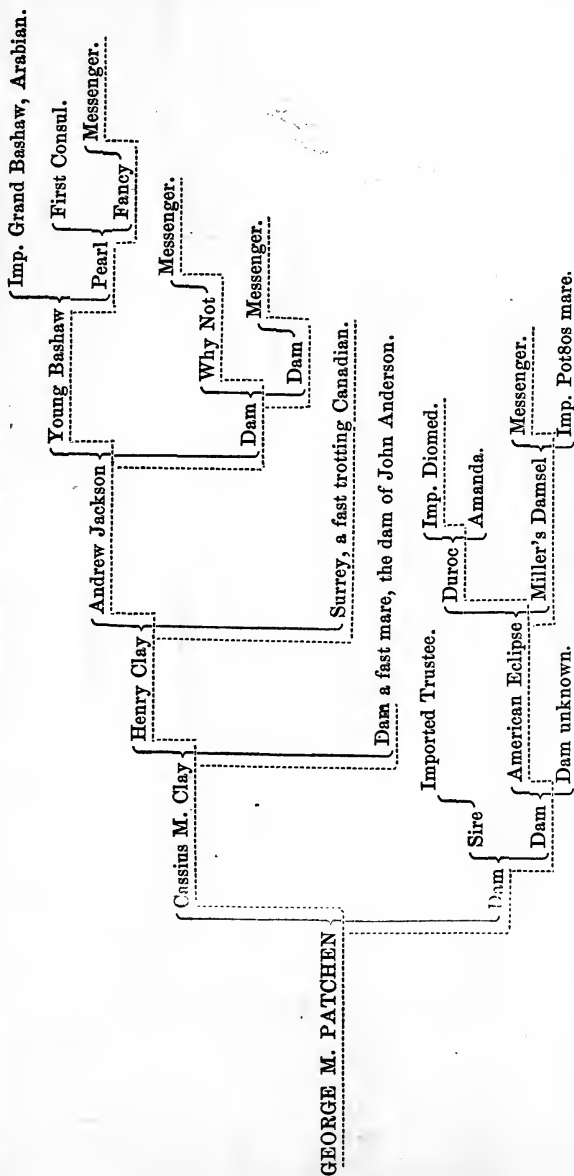 GEORGE M. PATCHEN
Cassius M. Clay
Henry Clay
Andrew Jackson
Young Bashaw
Imp. Grand Bashaw, Arabian.
Pearl
First Consul.
Fancy
Messenger.
Dam
Why Not
Messenger.
Dam
Messenger.
Surrey, a fast trotting Canadian.
Dam a fast mare, the dam of John Anderson.
Dam
Sire
Imported Trustee.
Dam
American Eclipse
Duroc
Imp. Diomed.
Amanda.
Miller's Damsel
Messenger.
Imp. Pot8os mare.
Dam unknown.